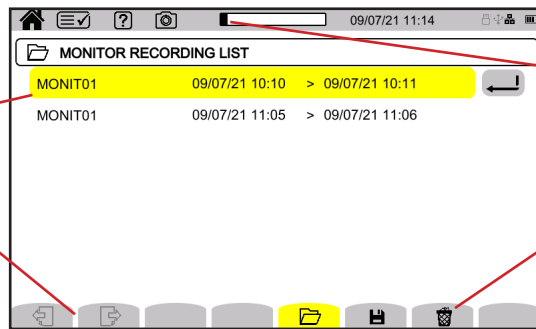 09/07/21 11:14
MONITOR RECORDING LIST
MONIT01 09/07/21 10:10 > 09/07/21 10:11
MONIT01 09/07/21 11:05 > 09/07/21 11:06